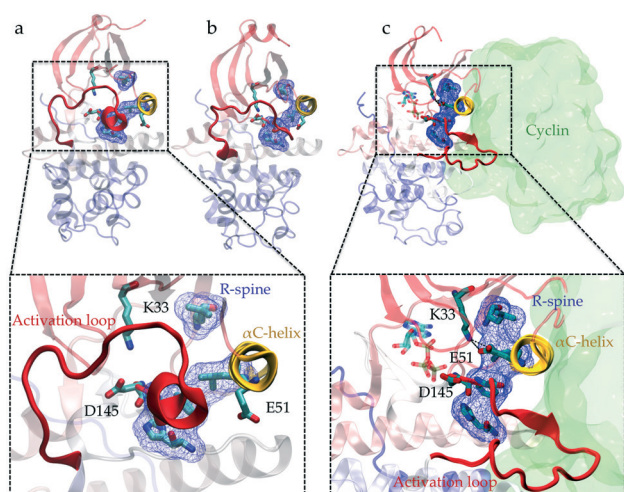 a
b
c
Cyclin
K33
R-spine
Activation loop
αC-helix
D145
E51
K33
R-spine
αC-helix
E51
D145
Activation loop